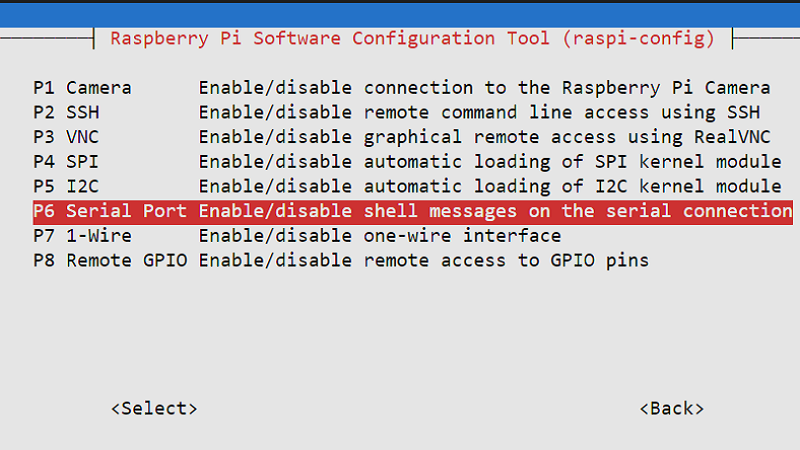 Raspberry Pi Software Configuration Tool (raspi-config)
P1 Camera Enable/disable connection to the Raspberry Pi Camera
P2 SSH Enable/disable remote command line access using SSH
P3 VNC Enable/disable graphical remote access using RealVNC
P4 SPI Enable/disable automatic loading of SPI kernel module
P5 I2C Enable/disable automatic loading of I2C kernel module
P6 Serial Port Enable/disable shell messages on the serial connection
P7 1-Wire Enable/disable one-wire interface
P8 Remote GPIO Enable/disable remote access to GPIO pins
<Select> <Back>